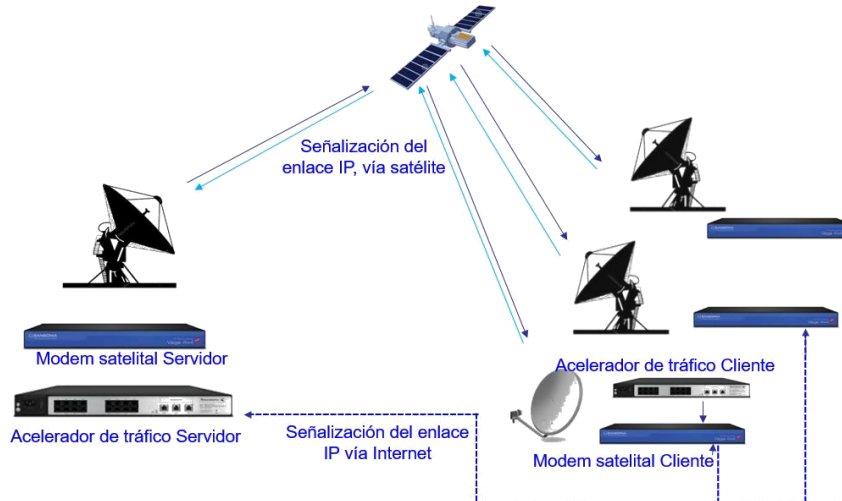 Señalización del
enlace IP, vía satélite
Modem satelital Servidor
Acelerador de tráfico Cliente
Acelerador de tráfico Servidor
Señalización del enlace
IP vía Internet
Modem satelital Cliente